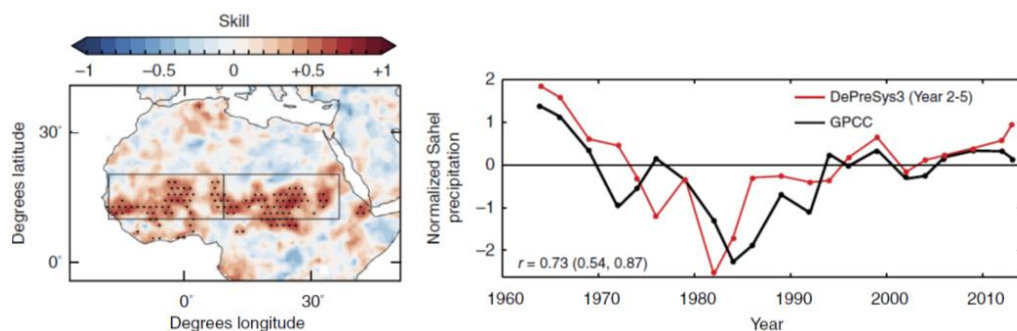 Skill
−1 −0.5 0 +0.5 +1
Degrees latitude
30°
0°
0° 30°
Degrees longitude
Normalized Sahel
precipitation
2
1
0
−1
−2
DePreSys3 (Year 2-5)
GPCC
r = 0.73 (0.54, 0.87)
1960 1970 1980 1990 2000 2010
Year